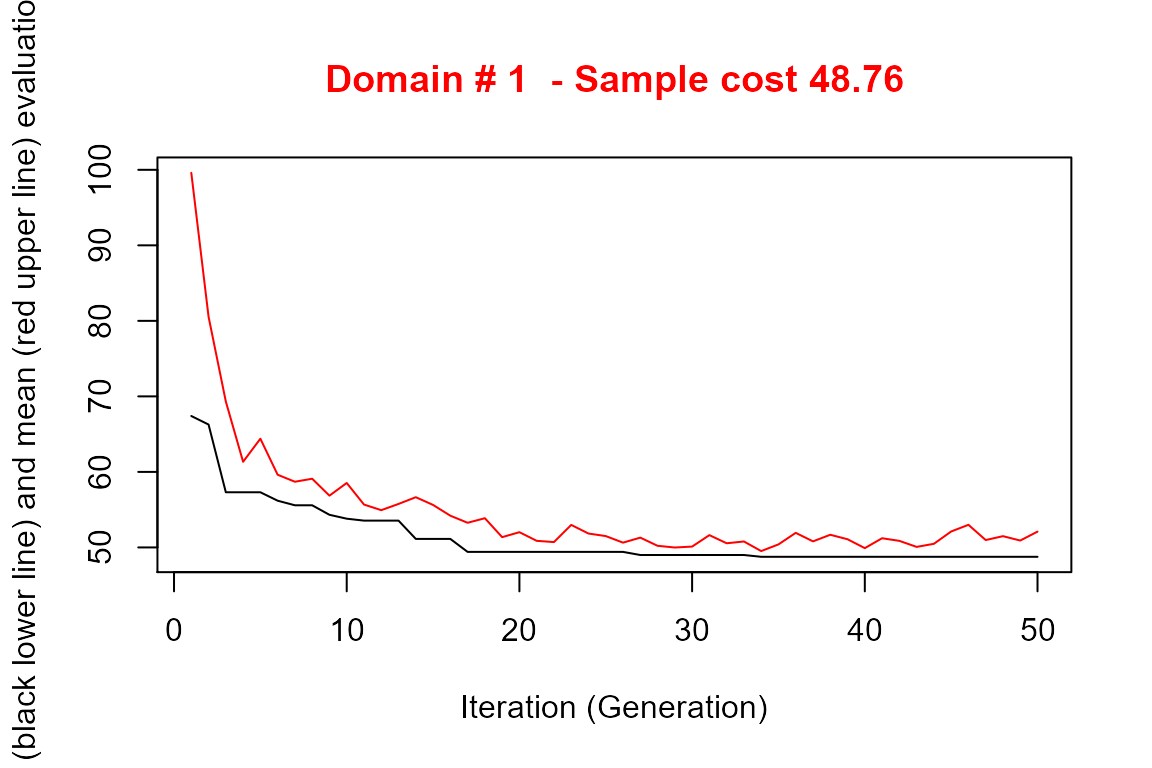 Domain # 1  - Sample cost 48.76
(black lower line) and mean (red upper line) evaluatio
100
90
80
70
60
50
0 10 20 30 40 50
Iteration (Generation)